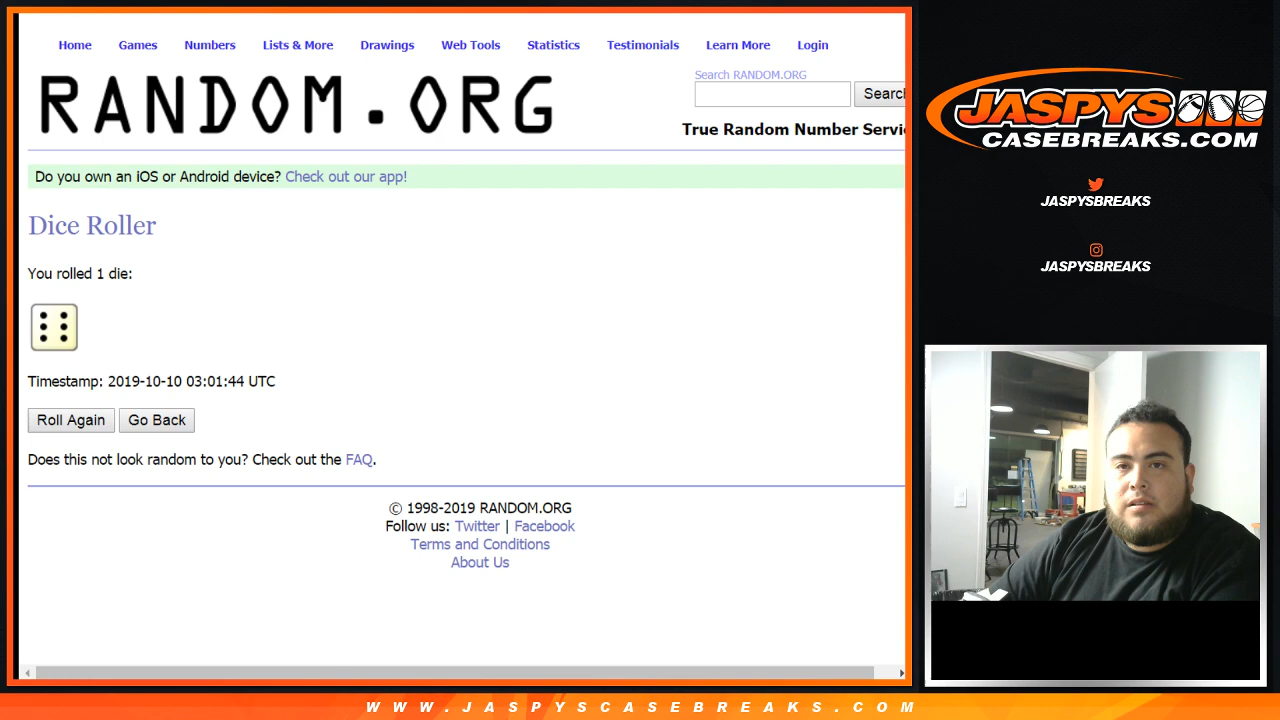 Home Games Numbers Lists & More Drawings Web Tools Statistics Testimonials Learn More Login
RANDOM.ORG
Search RANDOM.ORG
Search
True Random Number Servi
Do you own an iOS or Android device? Check out our app!
Dice Roller
You rolled 1 die:
Timestamp: 2019-10-10 03:01:44 UTC
Roll Again Go Back
Does this not look random to you? Check out the FAQ.
© 1998-2019 RANDOM.ORG
Follow us: Twitter | Facebook
Terms and Conditions
About Us
JASPYS
CASEBREAKS.COM
JASPYSBREAKS
JASPYSBREAKS
WWW.JASPYSCASEBREAKS.COM